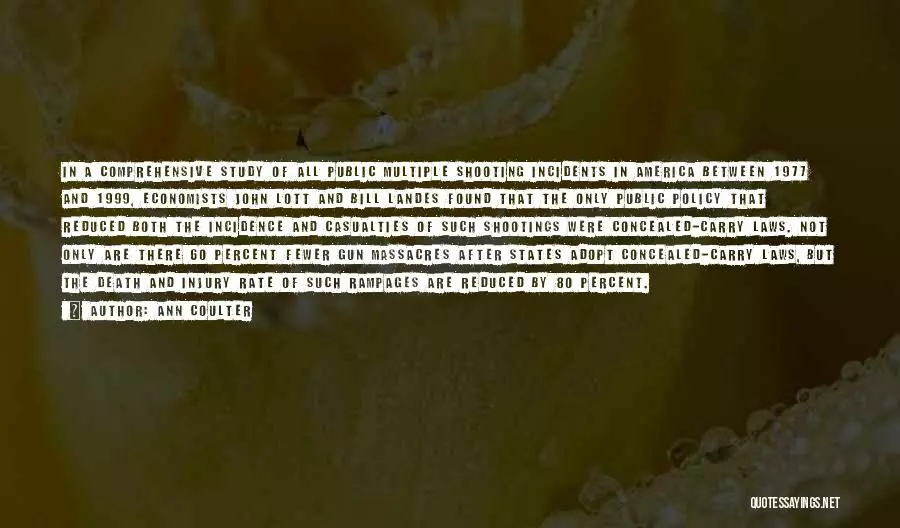 IN A COMPREHENSIVE STUDY OF ALL PUBLIC MULTIPLE SHOOTING INCIDENTS IN AMERICA BETWEEN 1977
AND 1999, ECONOMISTS JOHN LOTT AND BILL LANDES FOUND THAT THE ONLY PUBLIC POLICY THAT
REDUCED BOTH THE INCIDENCE AND CASUALTIES OF SUCH SHOOTINGS WERE CONCEALED-CARRY LAWS. NOT
ONLY ARE THERE 60 PERCENT FEWER GUN MASSACRES AFTER STATES ADOPT CONCEALED-CARRY LAWS, BUT
THE DEATH AND INJURY RATE OF SUCH RAMPAGES ARE REDUCED BY 80 PERCENT.
AUTHOR: ANN COULTER
QUOTESSAYINGS.NET